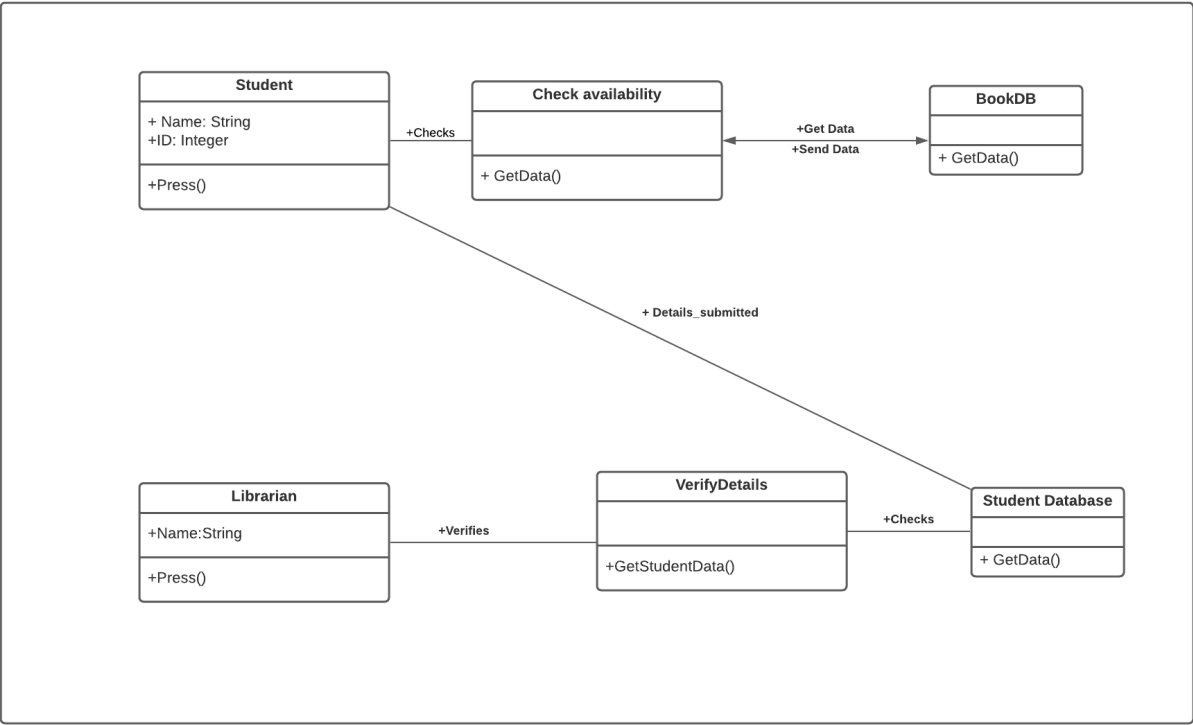 Student
+ Name: String
+ID: Integer
+Press()
+Checks
Check availability
+ GetData()
+Get Data
+Send Data
BookDB
+ GetData()
+ Details_submitted
Librarian
+Name:String
+Press()
+Verifies
VerifyDetails
+GetStudentData()
+Checks
Student Database
+ GetData()